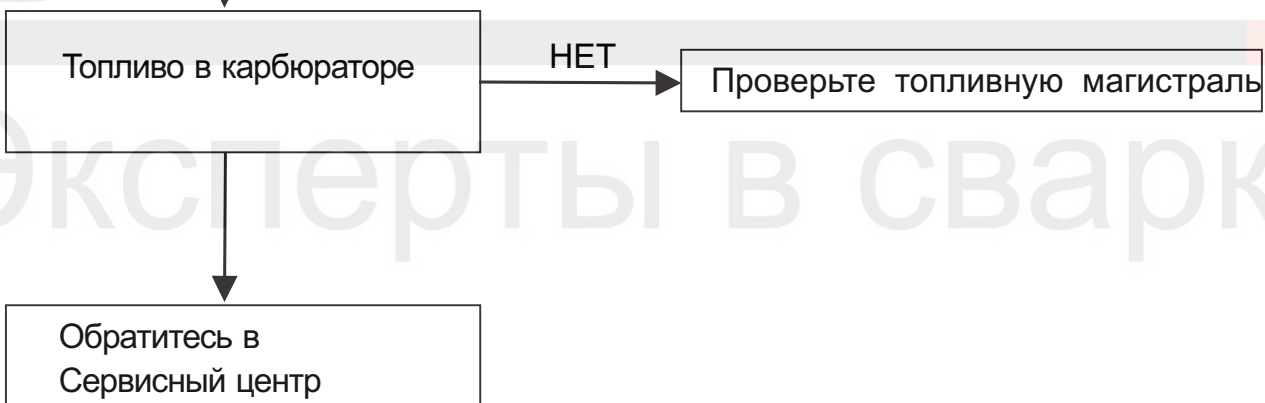 Топливо в карбюраторе
НЕТ
Проверьте топливную магистраль
Эксперты в сварк
Обратитесь в
Сервисный центр